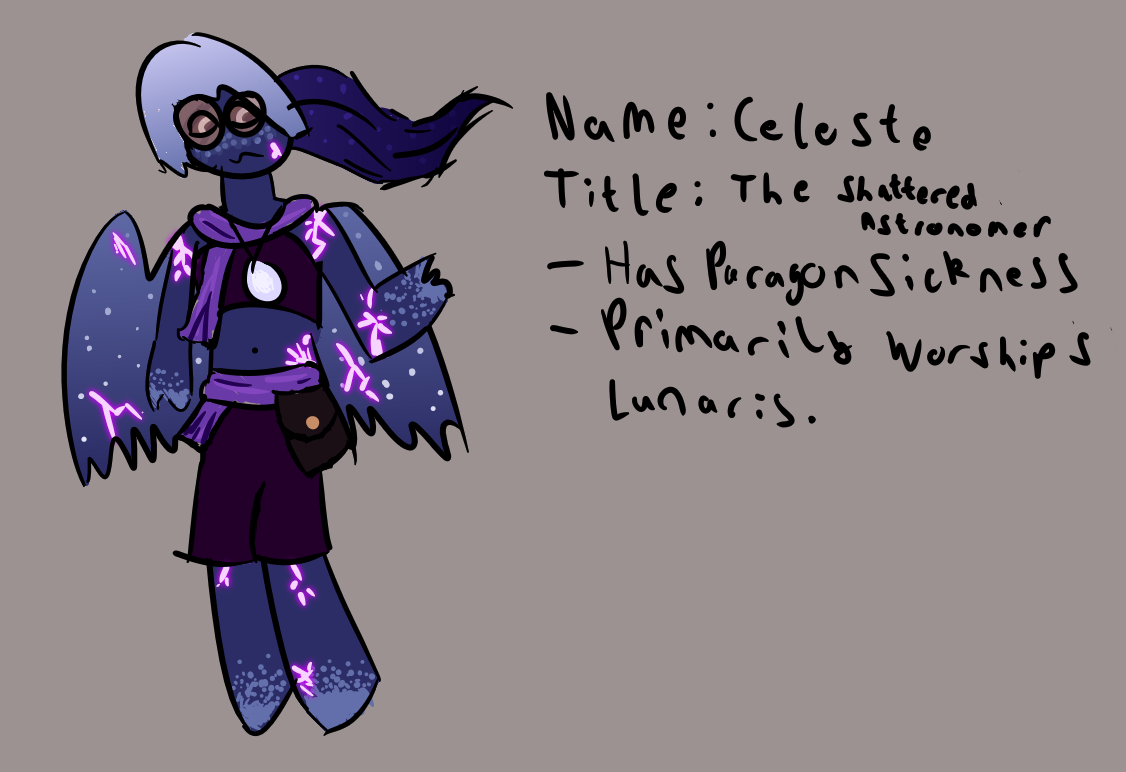 Name: Celeste
Title: The Shattered
Astronomer
- Has Paragon Sickness
- Primarily Worships
Lunaris.